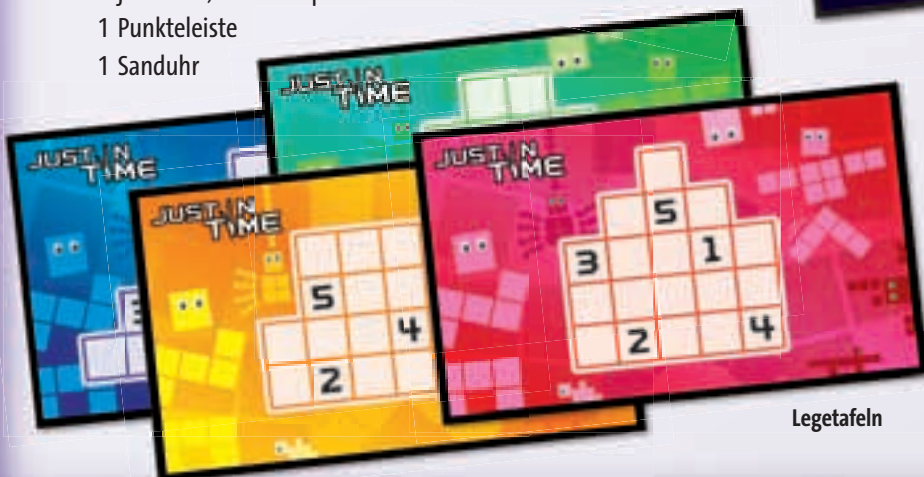 1 Punkteleiste
1 Sanduhr
JUST IN
TIME
JUST IN
TIME
JUST IN
TIME
JUST IN
TIME
5
3 1
2 4
5
4
2
Legetafeln